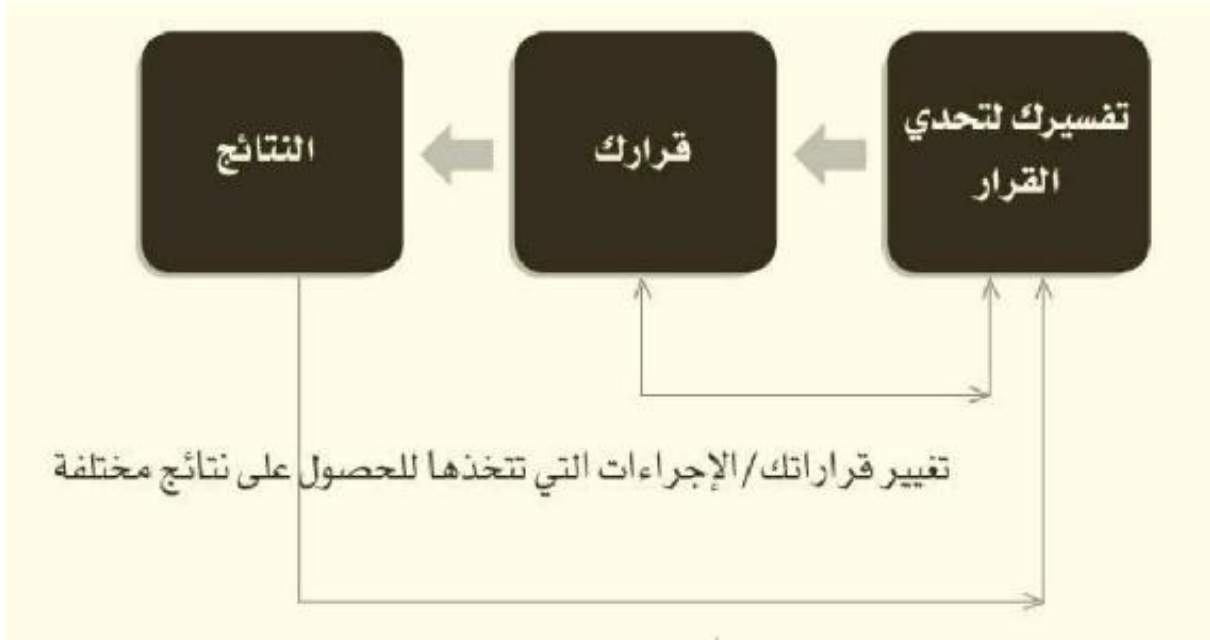 تفسيرك لتحدي
القرار
قرارك
النتائج
تغيير قراراتك/الإجراءات التي تتخذها للحصول على نتائج مختلفة